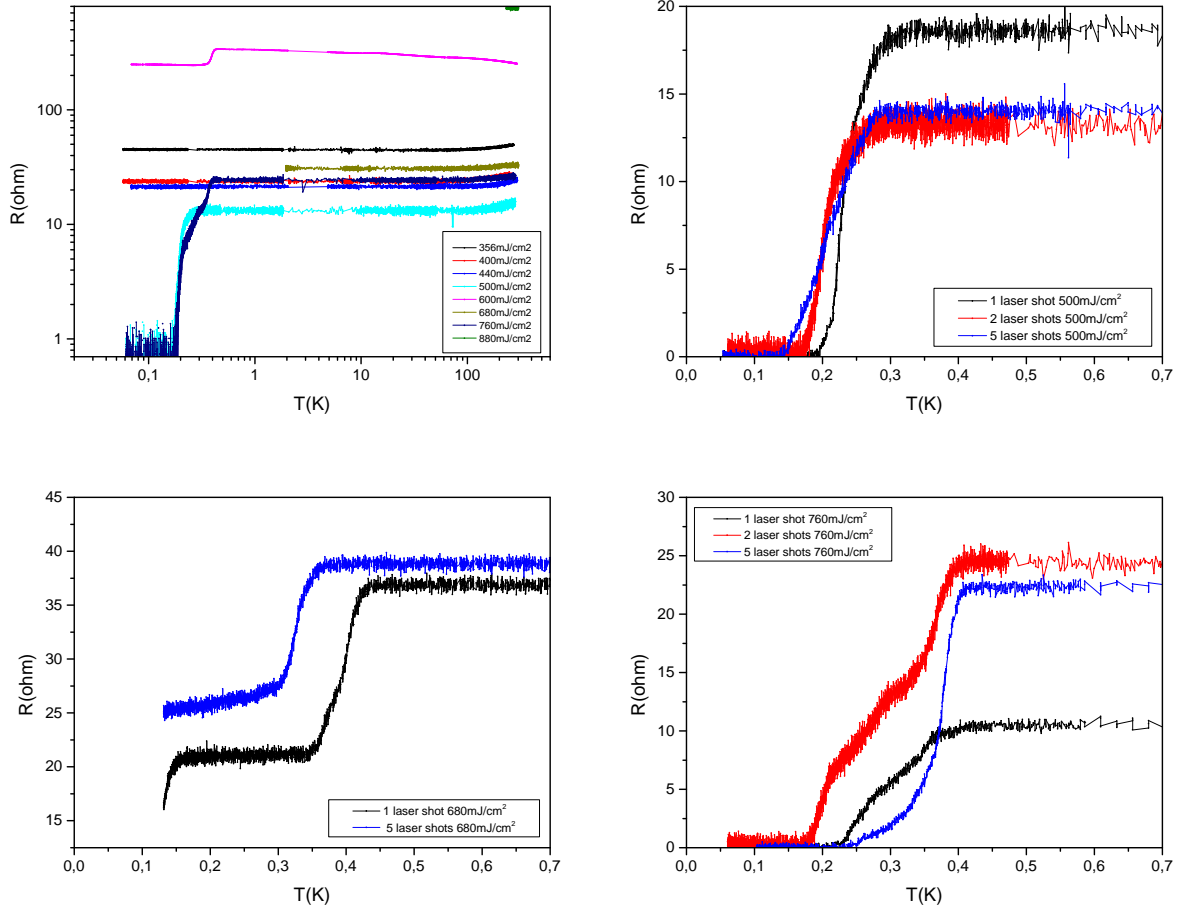 100
10
1
R(ohm)
0,1
1
10
100
T(K)
356mJ/cm2
400mJ/cm2
440mJ/cm2
500mJ/cm2
600mJ/cm2
680mJ/cm2
760mJ/cm2
880mJ/cm2
20
15
10
5
0
R(ohm)
0,0
0,1
0,2
0,3
0,4
0,5
0,6
0,7
T(K)
1 laser shot 500mJ/cm²
2 laser shots 500mJ/cm²
5 laser shots 500mJ/cm²
45
40
35
30
25
20
15
R(ohm)
0,0
0,1
0,2
0,3
0,4
0,5
0,6
0,7
T(K)
1 laser shot 680mJ/cm²
5 laser shots 680mJ/cm²
30
25
20
15
10
5
0
R(ohm)
0,0
0,1
0,2
0,3
0,4
0,5
0,6
0,7
T(K)
1 laser shot 760mJ/cm²
2 laser shots 760mJ/cm²
5 laser shots 760mJ/cm²